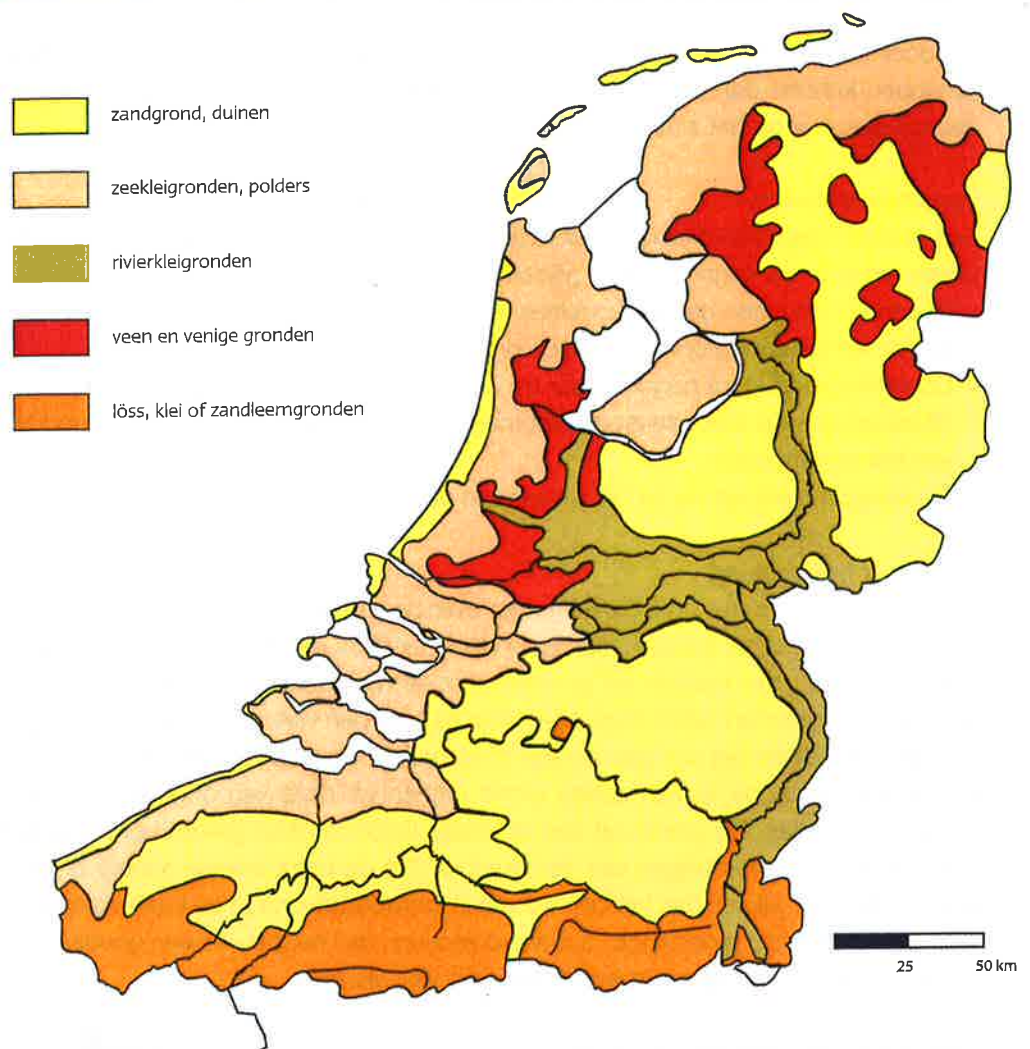 zandgrond, duinen
zeekleigronden, polders
rivierkleigronden
veen en venige gronden
löss, klei of zandleemgronden
25 50 km